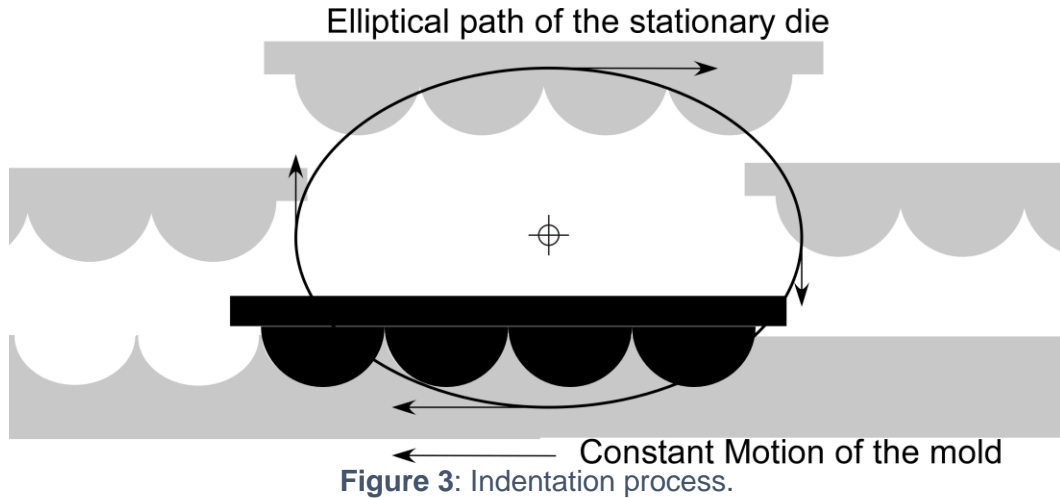 Elliptical path of the stationary die
Constant Motion of the mold
Figure 3: Indentation process.